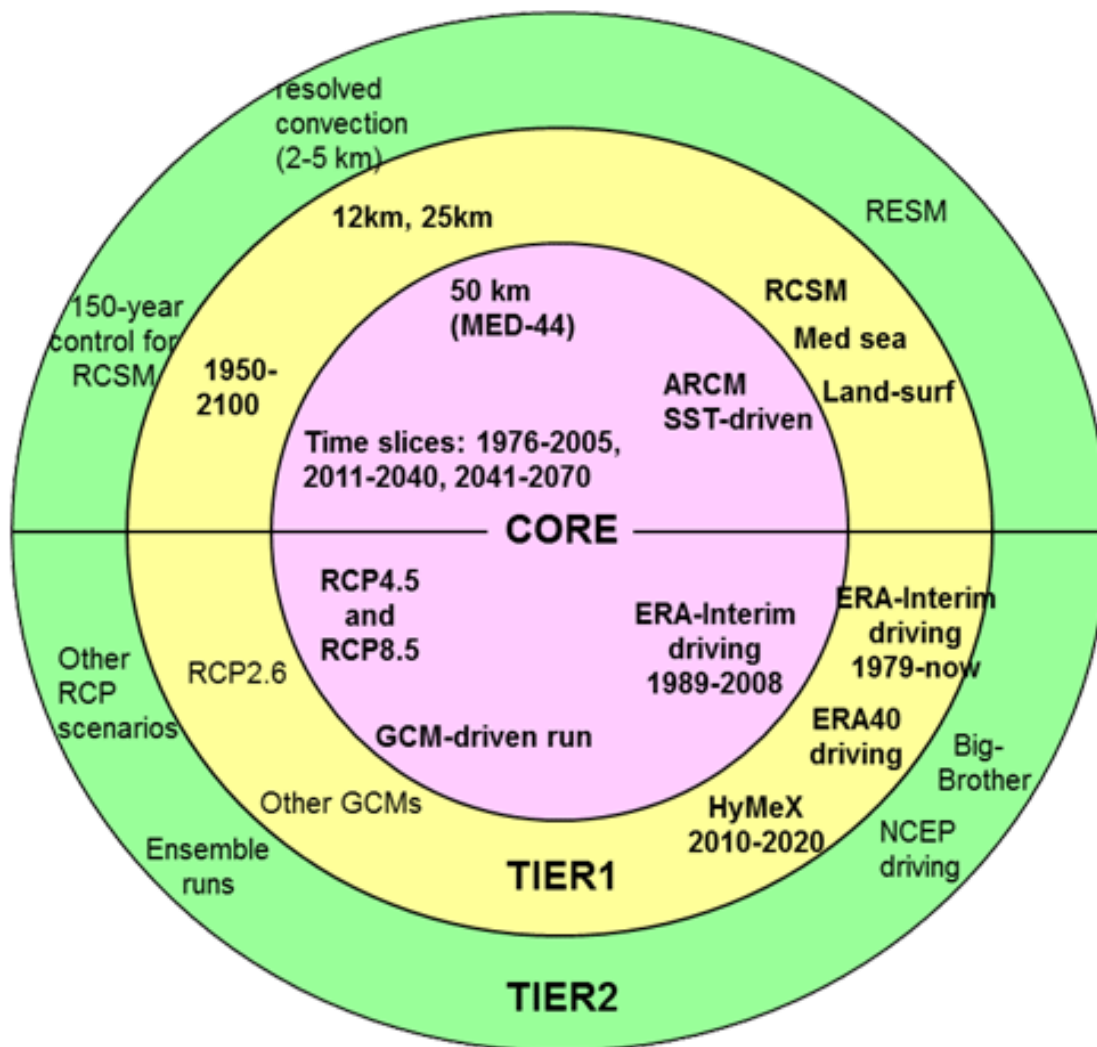 resolved
convection
(2-5 km)
12km, 25km
RESM
50 km
(MED-44)
RCSM
Med sea
Land-surf
150-year
control for
RCSM
1950-
2100
ARCM
SST-driven
Time slices: 1976-2005,
2011-2040, 2041-2070
CORE
RCP4.5
and
RCP8.5
ERA-Interim
driving
1989-2008
ERA-Interim
driving
1979-now
Other
RCP
scenarios
RCP2.6
GCM-driven run
ERA40
driving
Big-
Brother
Other GCMs
HyMeX
2010-2020
NCEP
driving
Ensemble
runs
TIER1
TIER2